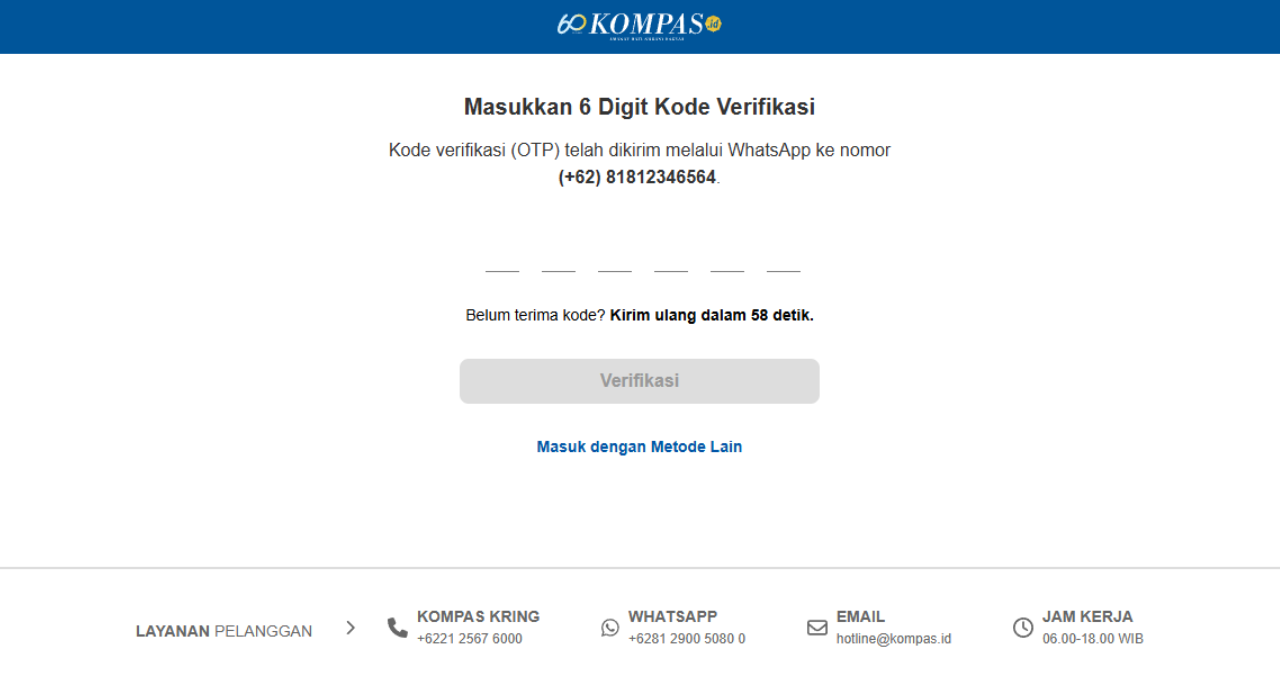 60 KOMPAS.id
AMANAT HATI NURANI RAKYAT
Masukkan 6 Digit Kode Verifikasi
Kode verifikasi (OTP) telah dikirim melalui WhatsApp ke nomor
(+62) 81812346564.
Belum terima kode? Kirim ulang dalam 58 detik.
Verifikasi
Masuk dengan Metode Lain
LAYANAN PELANGGAN
KOMPAS KRING
+6221 2567 6000
WHATSAPP
+6281 2900 5080 0
EMAIL
hotline@kompas.id
JAM KERJA
06.00-18.00 WIB